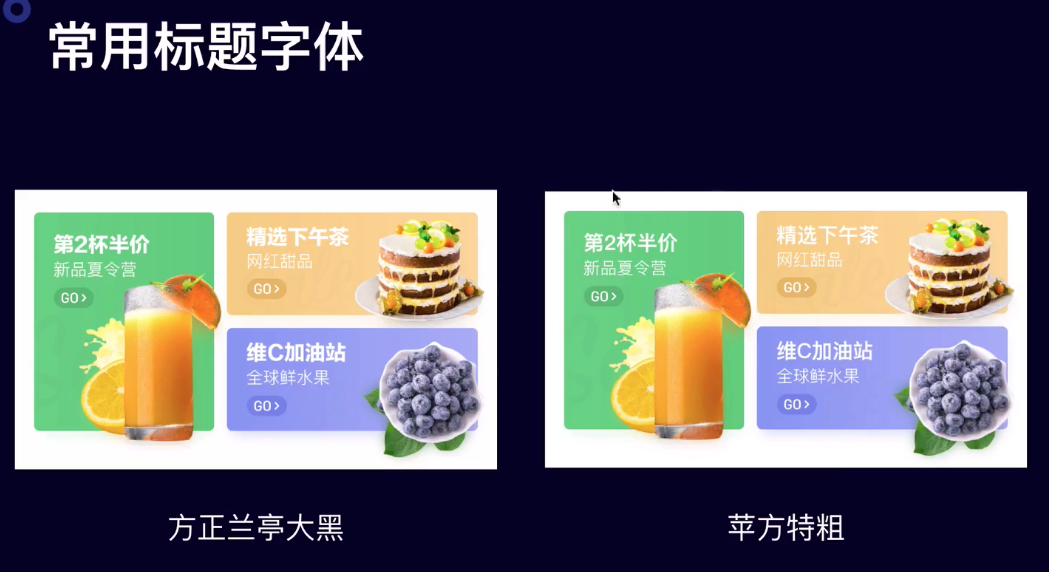 常用标题字体
第2杯半价
新品夏令营
GO >
精选下午茶
网红甜品
GO >
维C加油站
全球鲜水果
GO >
第2杯半价
新品夏令营
GO >
精选下午茶
网红甜品
GO >
维C加油站
全球鲜水果
GO >
方正兰亭大黑
苹方特粗